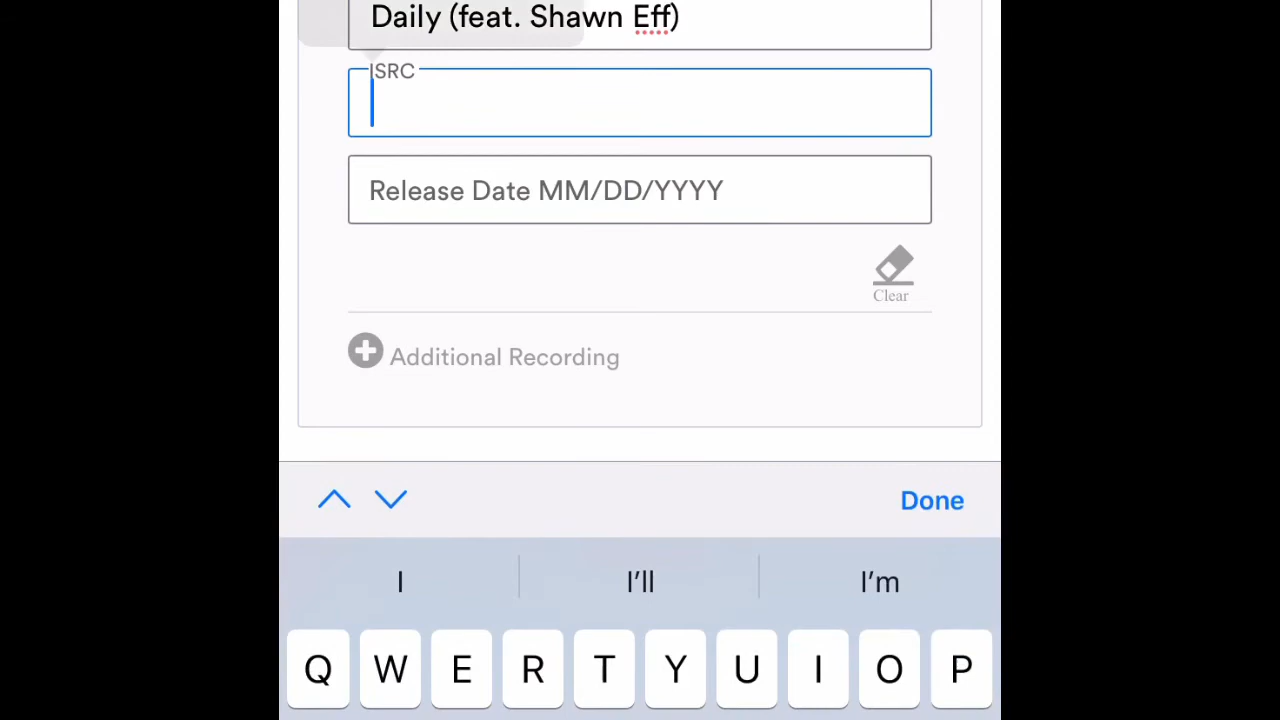 Daily (feat. Shawn Eff)
ISRC
Release Date MM/DD/YYYY
Clear
Additional Recording
Done
I I'll I'm
Q W E R T Y U I O P